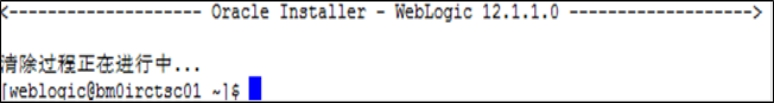 <-------------------- Oracle Installer - WebLogic 12.1.1.0 ------------------->
清除过程正在进行中...
[weblogic@bm0irctsc01 ~]$